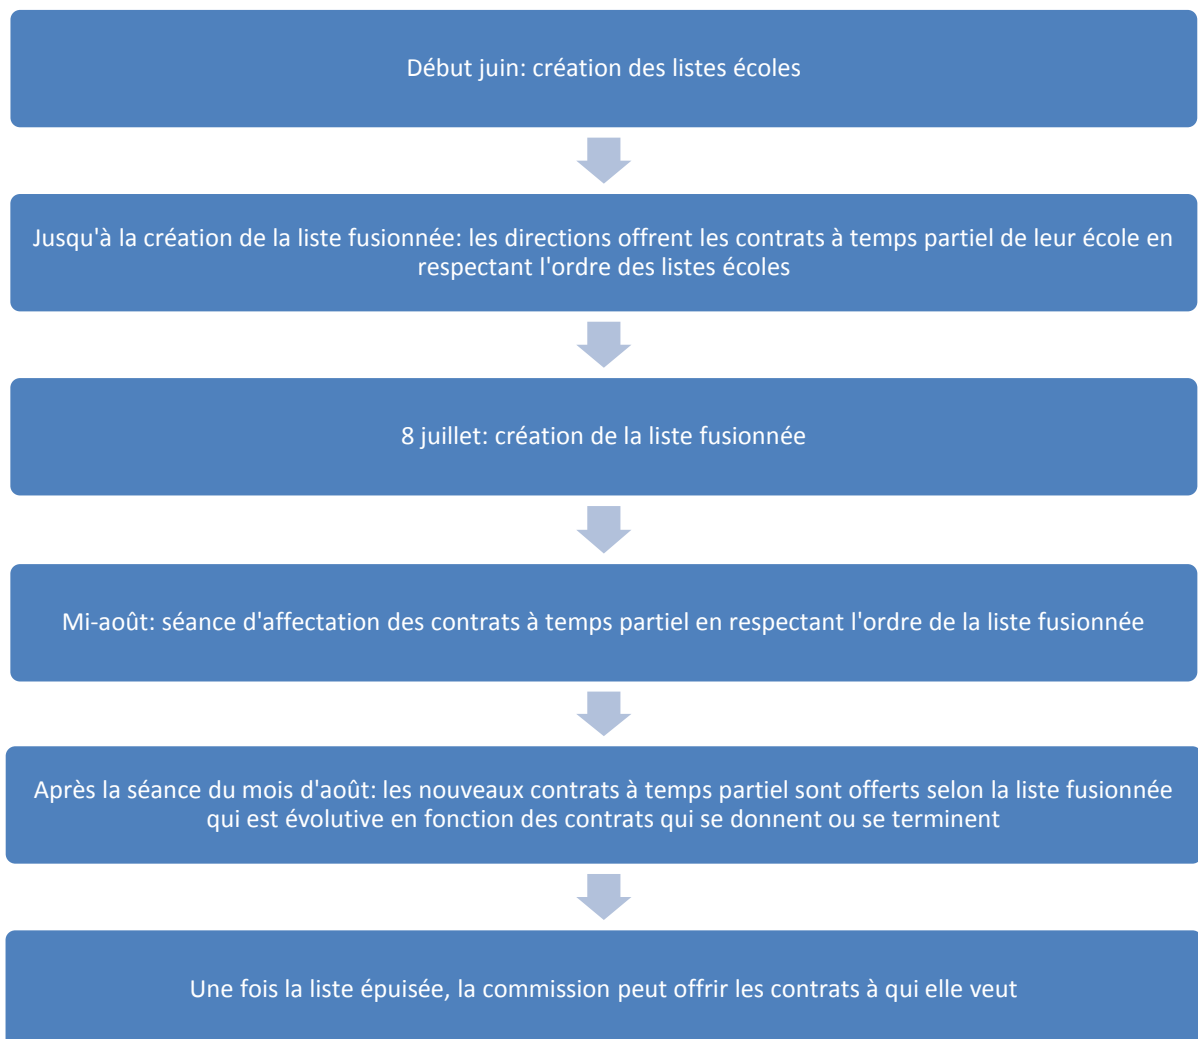 Début juin: création des listes écoles
Jusqu'à la création de la liste fusionnée: les directions offrent les contrats à temps partiel de leur école en
respectant l'ordre des listes écoles
8 juillet: création de la liste fusionnée
Mi-août: séance d'affectation des contrats à temps partiel en respectant l'ordre de la liste fusionnée
Après la séance du mois d'août: les nouveaux contrats à temps partiel sont offerts selon la liste fusionnée
qui est évolutive en fonction des contrats qui se donnent ou se terminent
Une fois la liste épuisée, la commission peut offrir les contrats à qui elle veut